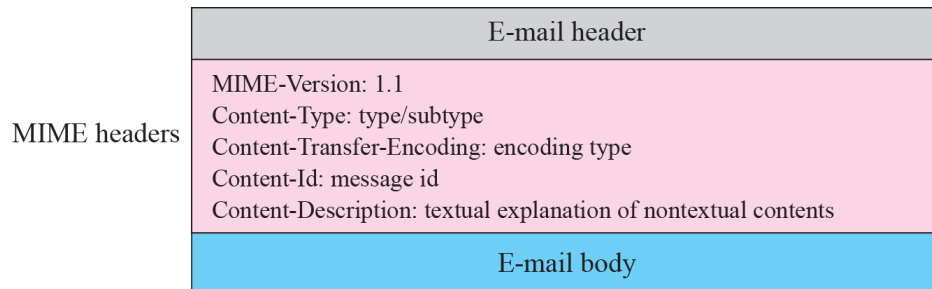 E-mail header
MIME headers
MIME-Version: 1.1
Content-Type: type/subtype
Content-Transfer-Encoding: encoding type
Content-Id: message id
Content-Description: textual explanation of nontextual contents
E-mail body